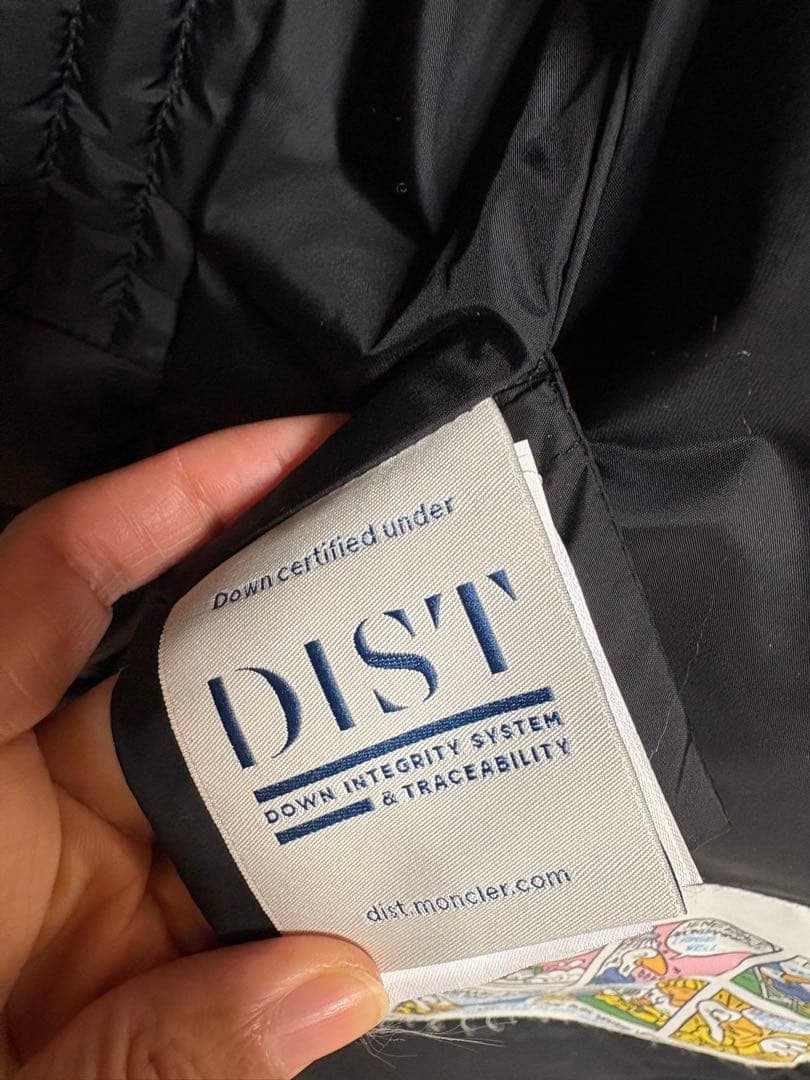 Down certified under
DIST
DOWN INTEGRITY SYSTEM
& TRACEABILITY
dist.moncler.com